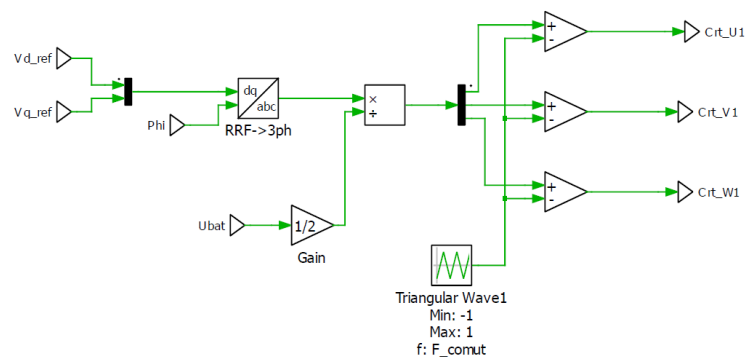 Vd_ref
Vq_ref
Phi
dq
abc
RRF->3ph
×
÷
Ubat
1/2
Gain
+
-
Crt_U1
+
-
Crt_V1
+
-
Crt_W1
Triangular Wave1
Min: -1
Max: 1
f: F_comut